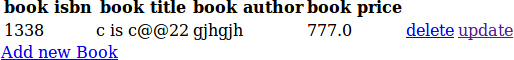 book isbn book title book author book price
1338 c is c@@22 gjhgjh 777.0 delete update
Add new Book